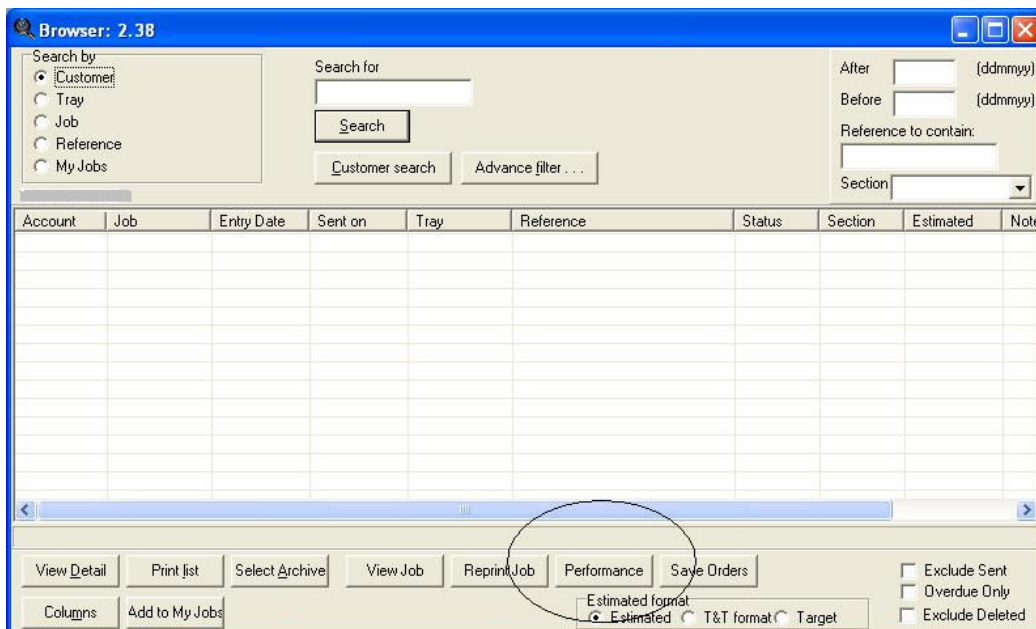 Browser: 2.38
Search by
Customer
Tray
Job
Reference
My Jobs
Search for
Search
Customer search
Advance filter . . .
After (ddmmyy)
Before (ddmmyy)
Reference to contain:
Section
Account Job Entry Date Sent on Tray Reference Status Section Estimated Note
View Detail Print list Select Archive View Job Reprint Job Performance Save Orders
Columns Add to My Jobs
Estimated format
Estimated T&T format Target
Exclude Sent
Overdue Only
Exclude Deleted